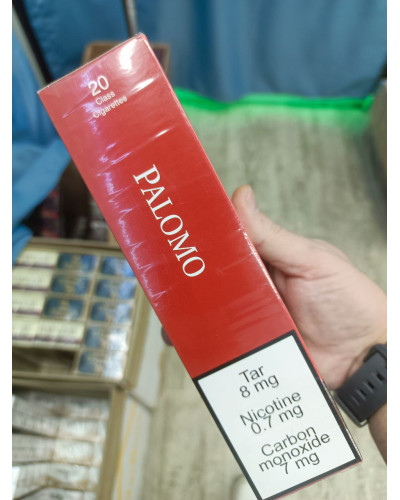 20
Class
Cigarettes
PALOMO
Tar
8 mg
Nicotine
0.7 mg
Carbon
monoxide
7 mg